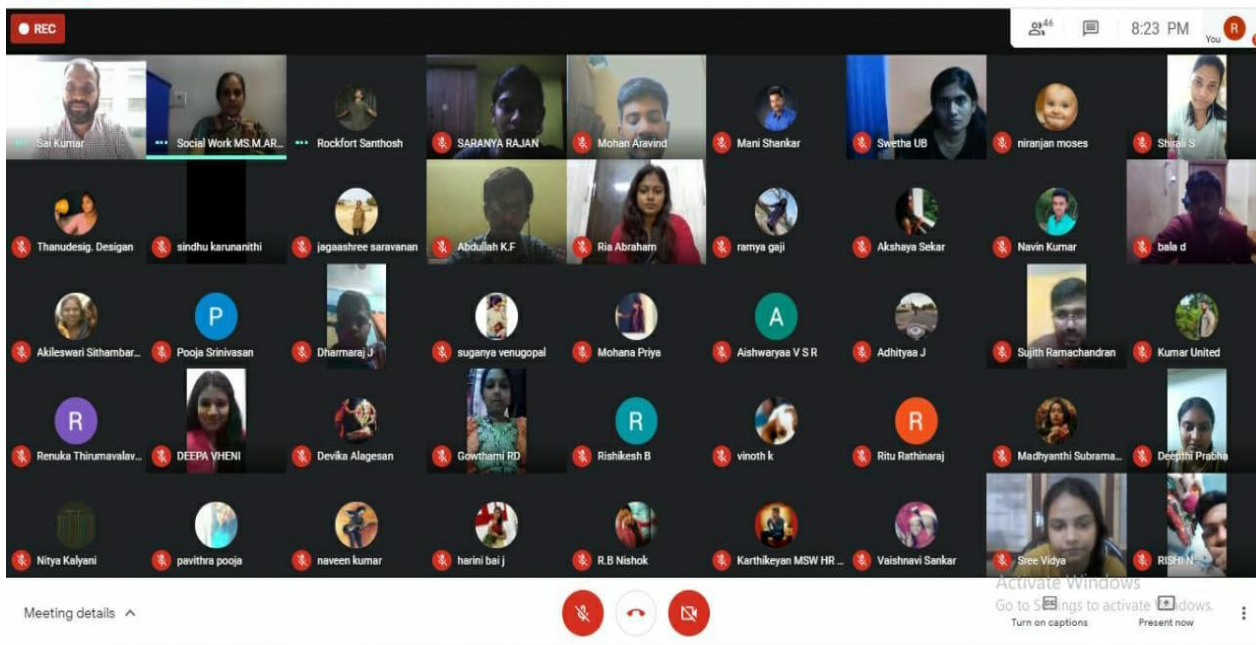 REC
46
8:23 PM
You
R
Sai Kumar
Social Work MS.M.AR...
Rockfort Santhosh
SARANYA RAJAN
Mohan Aravind
Mani Shankar
Swetha UB
niranjan moses
Shirali S
Thanudesig. Desigan
sindhu karunanithi
jagaashree saravanan
Abdullah K.F
Ria Abraham
ramya gaji
Akshaya Sekar
Navin Kumar
bala d
Akileswari Sithambar...
P
Pooja Srinivasan
Dharmaraj J
suganya venugopal
Mohana Priya
A
Aishwaryaa V S R
Adhityaa J
Sujith Ramachandran
Kumar United
R
Renuka Thirumavalav...
DEEPA VHENI
Devika Alagesan
Gowthami RD
R
Rishikesh B
vinoth k
R
Ritu Rathinaraj
Madhyanthi Subrama...
Deepthi Prabha
Nitya Kalyani
pavithra pooja
naveen kumar
harini bai j
R.B Nishok
Karthikeyan MSW HR ...
Vaishnavi Sankar
Sree Vidya
RISHI N
Activate Windows
Go to Settings to activate Windows.
Meeting details
Turn on captions
Present now